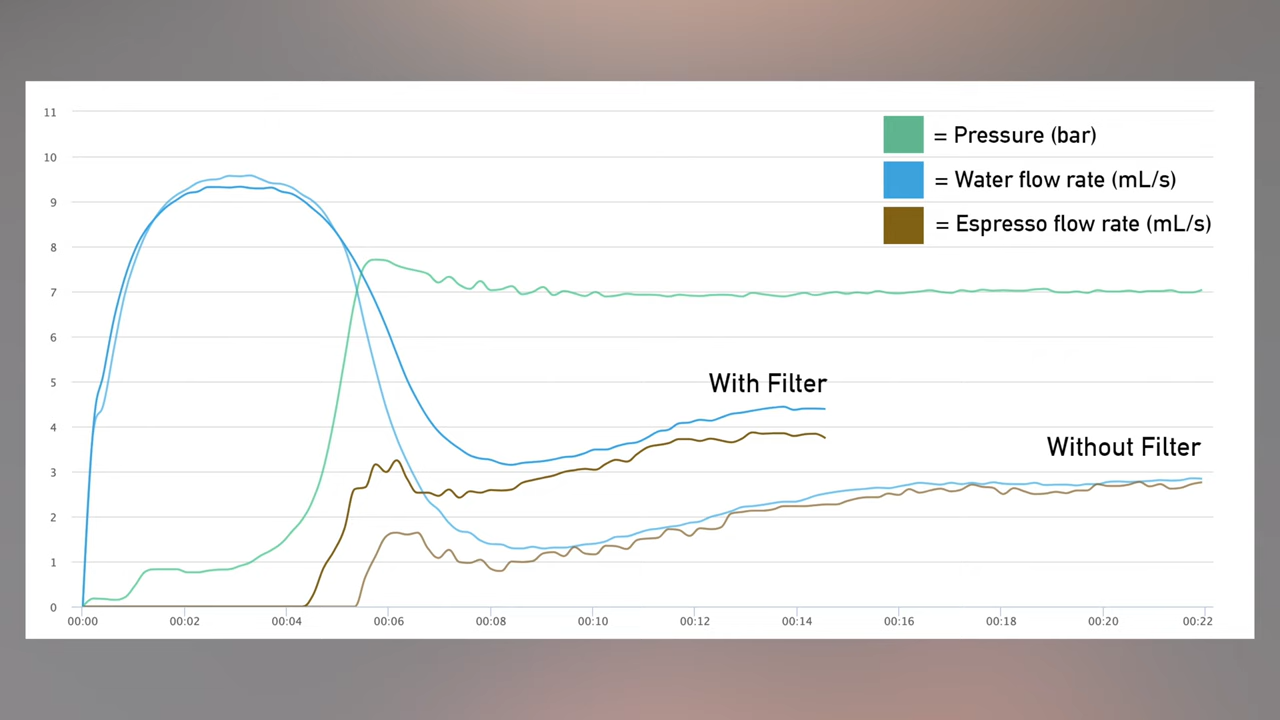 11
= Pressure (bar)
10
= Water flow rate (mL/s)
9
= Espresso flow rate (mL/s)
8
7
6
5
With Filter
4
Without Filter
3
2
1
0
00:00 00:02 00:04 00:06 00:08 00:10 00:12 00:14 00:16 00:18 00:20 00:22